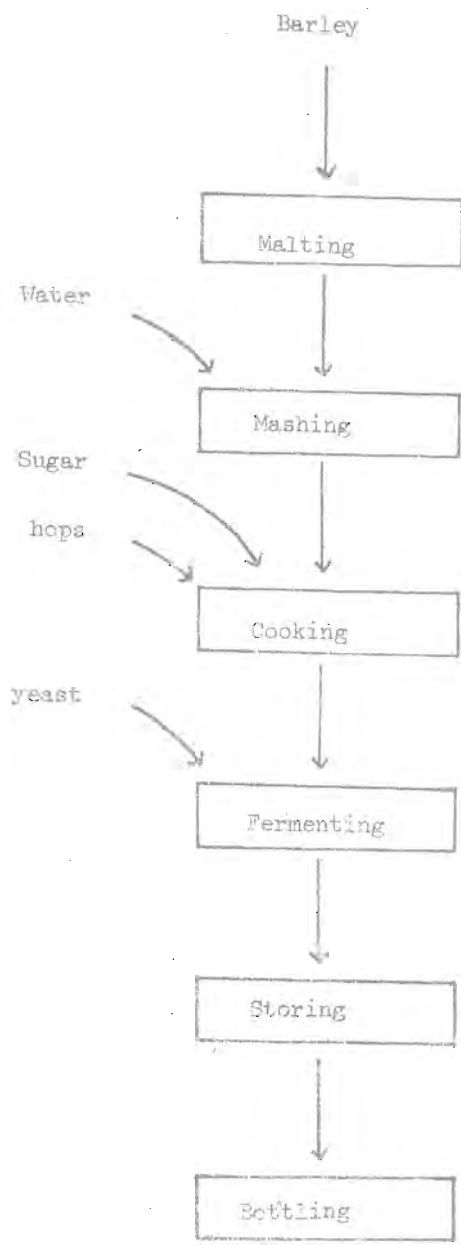 Barley
Malting
Water
Mashing
Sugar
hops
Cooking
yeast
Fermenting
Storing
Bottling